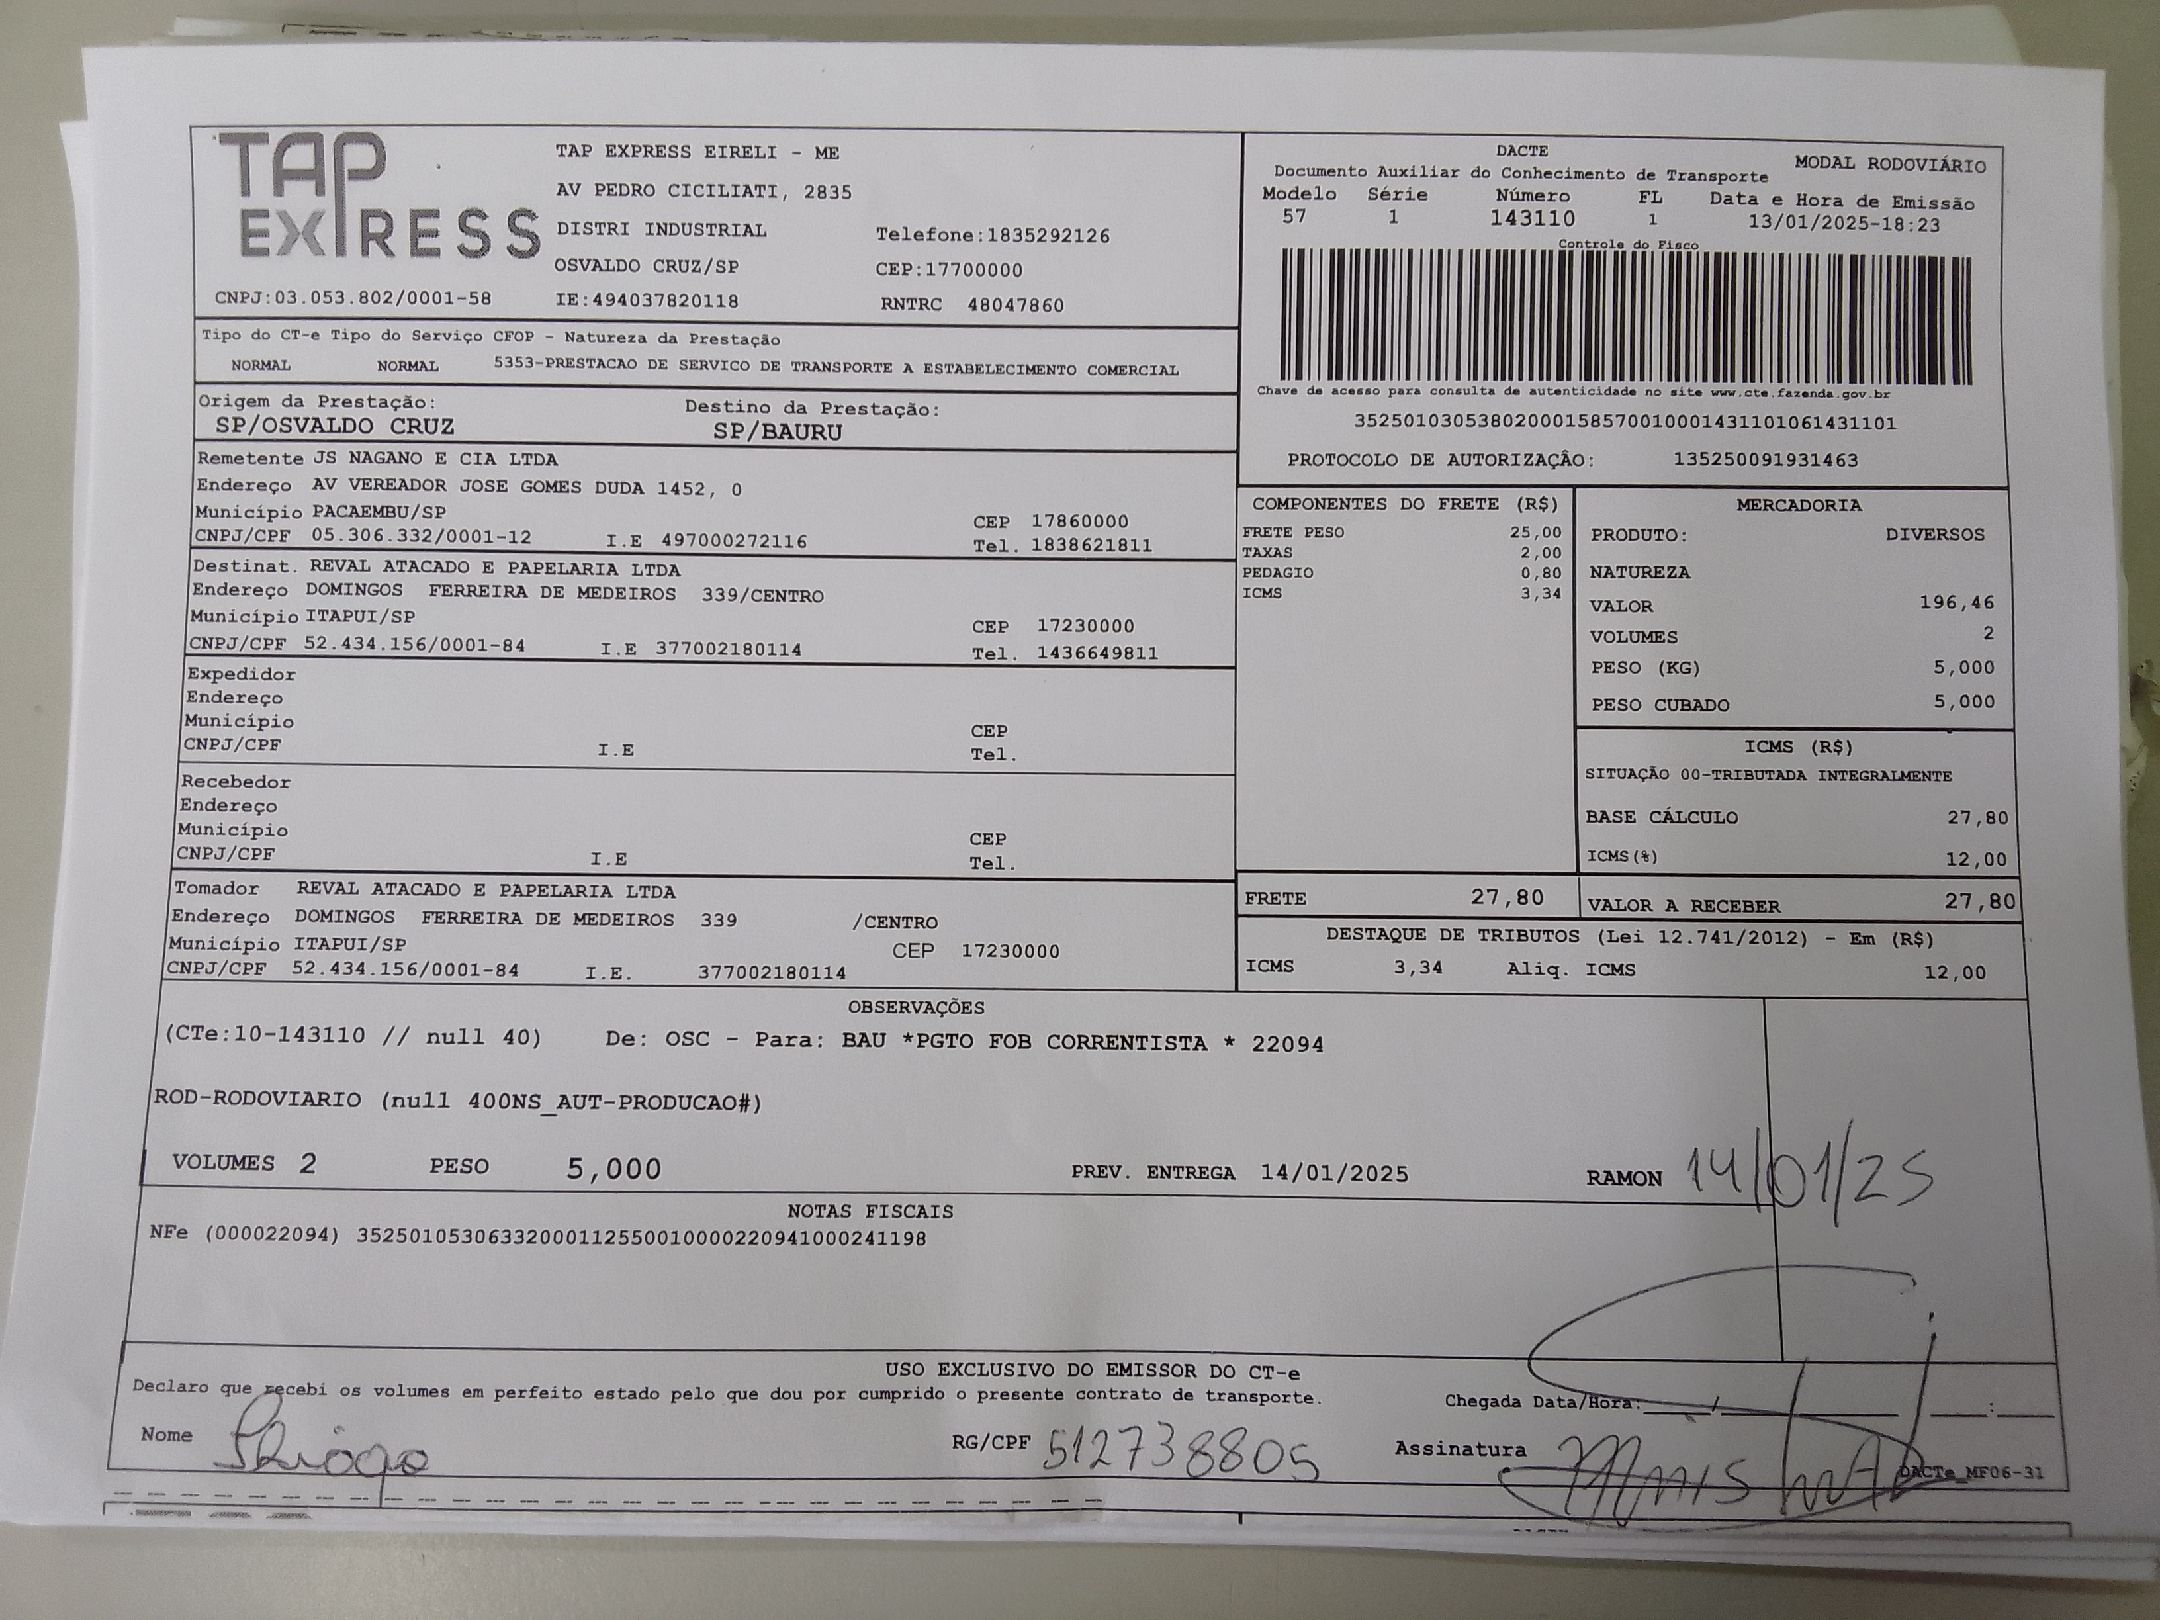 TAP EXPRESS
TAP EXPRESS EIRELI - ME
AV PEDRO CICILIATI, 2835
DISTRI INDUSTRIAL
Telefone:1835292126
OSVALDO CRUZ/SP
CEP:17700000
CNPJ:03.053.802/0001-58 IE:494037820118 RNTRC 48047860
DACTE
MODAL RODOVIÁRIO
Documento Auxiliar do Conhecimento de Transporte
Modelo Série Número FL Data e Hora de Emissão
57 1 143110 1 13/01/2025-18:23
Controle do Fisco
Chave de acesso para consulta de autenticidade no site www.cte.fazenda.gov.br
35250103053802000158570010001431101061431101
PROTOCOLO DE AUTORIZAÇÃO: 135250091931463
Tipo do CT-e Tipo do Serviço CFOP - Natureza da Prestação
NORMAL NORMAL 5353-PRESTACAO DE SERVICO DE TRANSPORTE A ESTABELECIMENTO COMERCIAL
Origem da Prestação: Destino da Prestação:
SP/OSVALDO CRUZ SP/BAURU
Remetente JS NAGANO E CIA LTDA
Endereço AV VEREADOR JOSE GOMES DUDA 1452, 0
Município PACAEMBU/SP CEP 17860000
CNPJ/CPF 05.306.332/0001-12 I.E 497000272116 Tel. 1838621811
Destinat. REVAL ATACADO E PAPELARIA LTDA
Endereço DOMINGOS FERREIRA DE MEDEIROS 339/CENTRO
Município ITAPUI/SP CEP 17230000
CNPJ/CPF 52.434.156/0001-84 I.E 377002180114 Tel. 1436649811
Expedidor
Endereço
Município CEP
CNPJ/CPF I.E Tel.
Recebedor
Endereço
Município CEP
CNPJ/CPF I.E Tel.
Tomador REVAL ATACADO E PAPELARIA LTDA
Endereço DOMINGOS FERREIRA DE MEDEIROS 339 /CENTRO
Município ITAPUI/SP CEP 17230000
CNPJ/CPF 52.434.156/0001-84 I.E. 377002180114
COMPONENTES DO FRETE (R$)
FRETE PESO 25,00
TAXAS 2,00
PEDAGIO 0,80
ICMS 3,34
MERCADORIA
PRODUTO: DIVERSOS
NATUREZA
VALOR 196,46
VOLUMES 2
PESO (KG) 5,000
PESO CUBADO 5,000
ICMS (R$)
SITUAÇÃO 00-TRIBUTADA INTEGRALMENTE
BASE CÁLCULO 27,80
ICMS(%) 12,00
FRETE 27,80 VALOR A RECEBER 27,80
DESTAQUE DE TRIBUTOS (Lei 12.741/2012) - Em (R$)
ICMS 3,34 Aliq. ICMS 12,00
OBSERVAÇÕES
(CTe:10-143110 // null 40) De: OSC - Para: BAU *PGTO FOB CORRENTISTA * 22094
ROD-RODOVIARIO (null 400NS_AUT-PRODUCAO#)
VOLUMES 2 PESO 5,000 PREV. ENTREGA 14/01/2025 RAMON 14/01/25
NOTAS FISCAIS
NFe (000022094) 35250105306332000112550010000220941000241198
USO EXCLUSIVO DO EMISSOR DO CT-e
Declaro que recebi os volumes em perfeito estado pelo que dou por cumprido o presente contrato de transporte.
Chegada Data/Hora:
Nome Thiago RG/CPF 512738805 Assinatura
DACTe_MF06-31